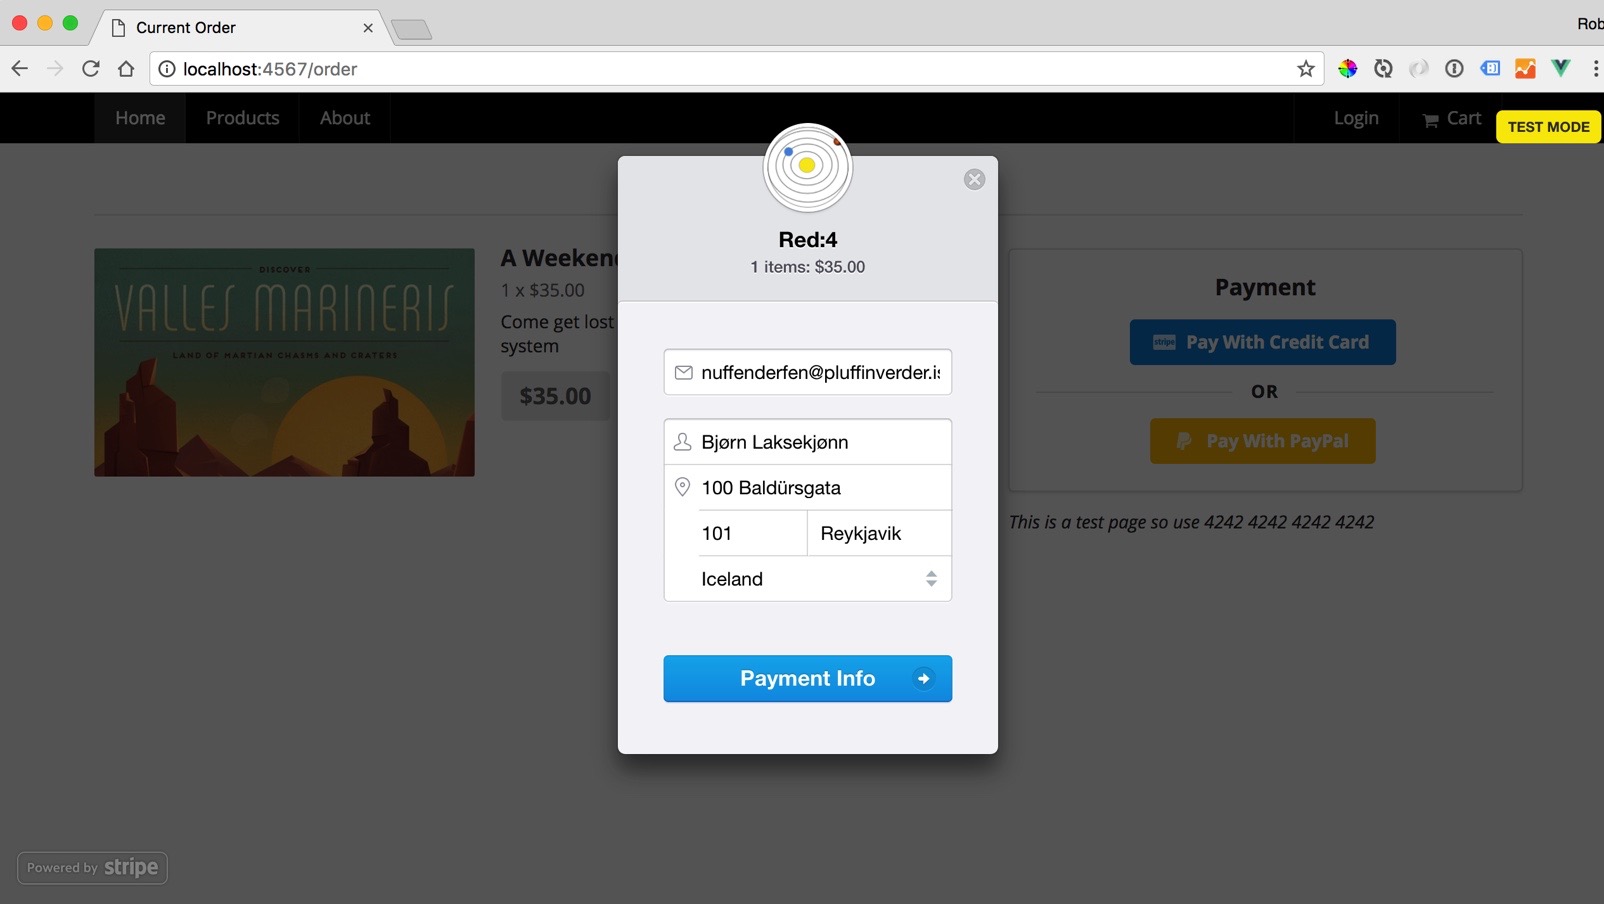 Current Order
Rob
localhost:4567/order
Home Products About Login Cart
TEST MODE
DISCOVER
VALLES MARINERIS
LAND OF MARTIAN CHASMS AND CRATERS
A Weekend
1 x $35.00
Come get lost
system
$35.00
Red:4
1 items: $35.00
nuffenderfen@pluffinverder.is
Bjørn Laksekjønn
100 Baldürsgata
101 Reykjavik
Iceland
Payment Info
Payment
stripe Pay With Credit Card
OR
Pay With PayPal
This is a test page so use 4242 4242 4242 4242
Powered by stripe